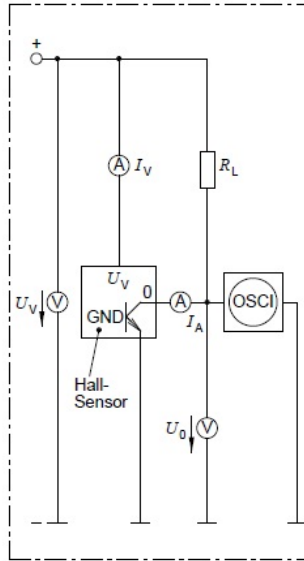 +
A I_V
R_L
U_V V
U_V 0
GND A OSCI
I_A
Hall-
Sensor
U_0 V
−